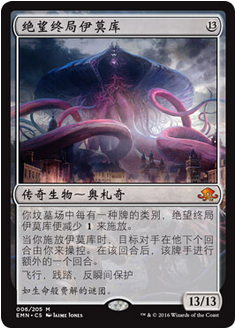 绝望终局伊莫库 13
传奇生物～奥札奇
你坟墓场中每有一种牌的类别，绝望终局
伊莫库便减少 1 来施放。
当你施放伊莫库时，目标对手在他下个回
合由你来操控。在该回合后，该牌手进行
额外的一个回合。
飞行，践踏，反瞬间保护
如生命般费解的谜团。
13/13
006/205 M
EMN • CS Jaime Jones
™ & © 2016 Wizards of the Coast